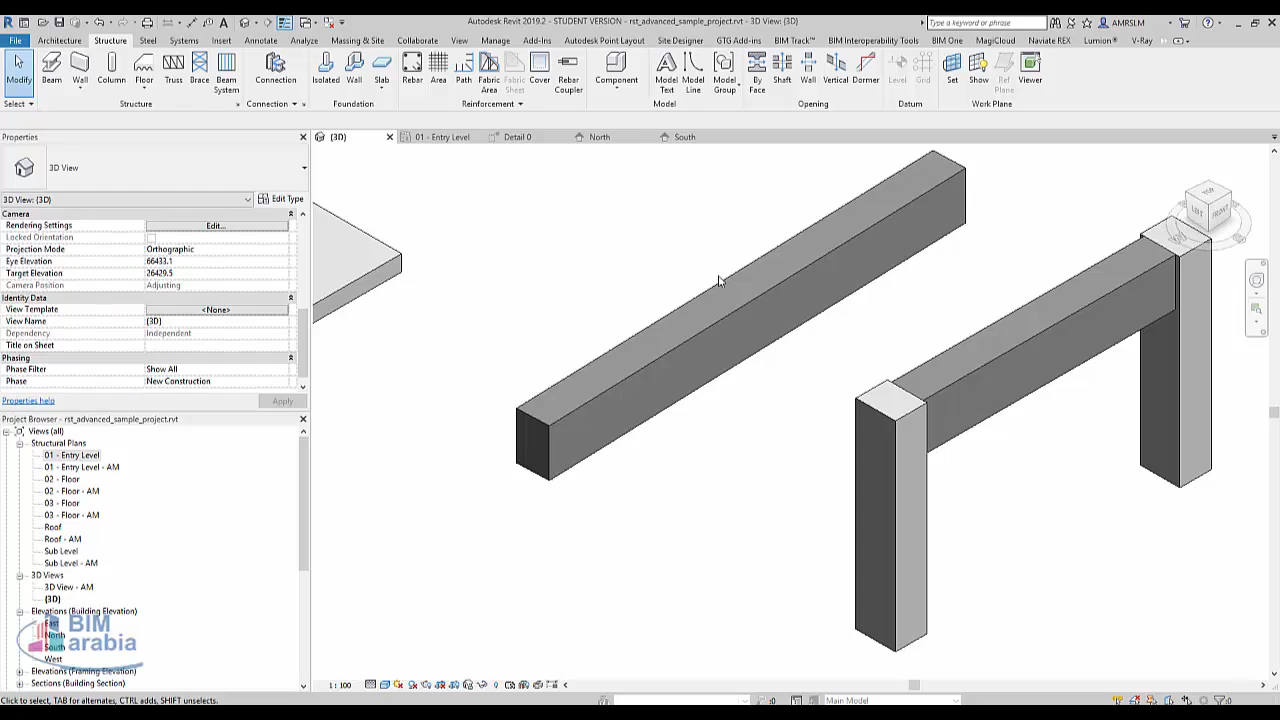 Autodesk Revit 2019.2 - STUDENT VERSION - rst_advanced_sample_project.rvt - 3D View: {3D}
Type a keyword or phrase
AMRSLM
File Architecture Structure Steel Systems Insert Annotate Analyze Massing & Site Collaborate View Manage Add-Ins Autodesk Point Layout Site Designer CTC Add-ins BIM Track™ BIM Interoperability Tools BIM One MagiCloud Naviate REX Lumion® V-Ray
Modify Beam Wall Column Floor Truss Brace Beam System Connection Isolated Wall Slab Rebar Area Path Fabric Area Fabric Sheet Cover Rebar Coupler Component Model Text Model Line Model Group By Face Shaft Wall Vertical Dormer Level Grid Set Show Ref Plane Viewer
Select Structure Connection Foundation Reinforcement Model Opening Datum Work Plane
Properties
{3D} 01 - Entry Level Detail 0 North South
3D View
3D View: {3D} Edit Type
Camera
Rendering Settings Edit...
Locked Orientation
Projection Mode Orthographic
Eye Elevation 66433.1
Target Elevation 26429.5
Camera Position Adjusting
Identity Data
View Template <None>
View Name {3D}
Dependency Independent
Title on Sheet
Phasing
Phase Filter Show All
Phase New Construction
Properties help Apply
Project Browser - rst_advanced_sample_project.rvt
Views (all)
Structural Plans
01 - Entry Level
01 - Entry Level - AM
02 - Floor
02 - Floor - AM
03 - Floor
03 - Floor - AM
Roof
Roof - AM
Sub Level
Sub Level - AM
3D Views
3D View - AM
{3D}
Elevations (Building Elevation)
East
North
South
West
Elevations (Framing Elevation)
Sections (Building Section)
BIM
arabia
TOP
LEFT FRONT
1 : 100
Click to select, TAB for alternates, CTRL adds, SHIFT unselects.
:0 Main Model :0